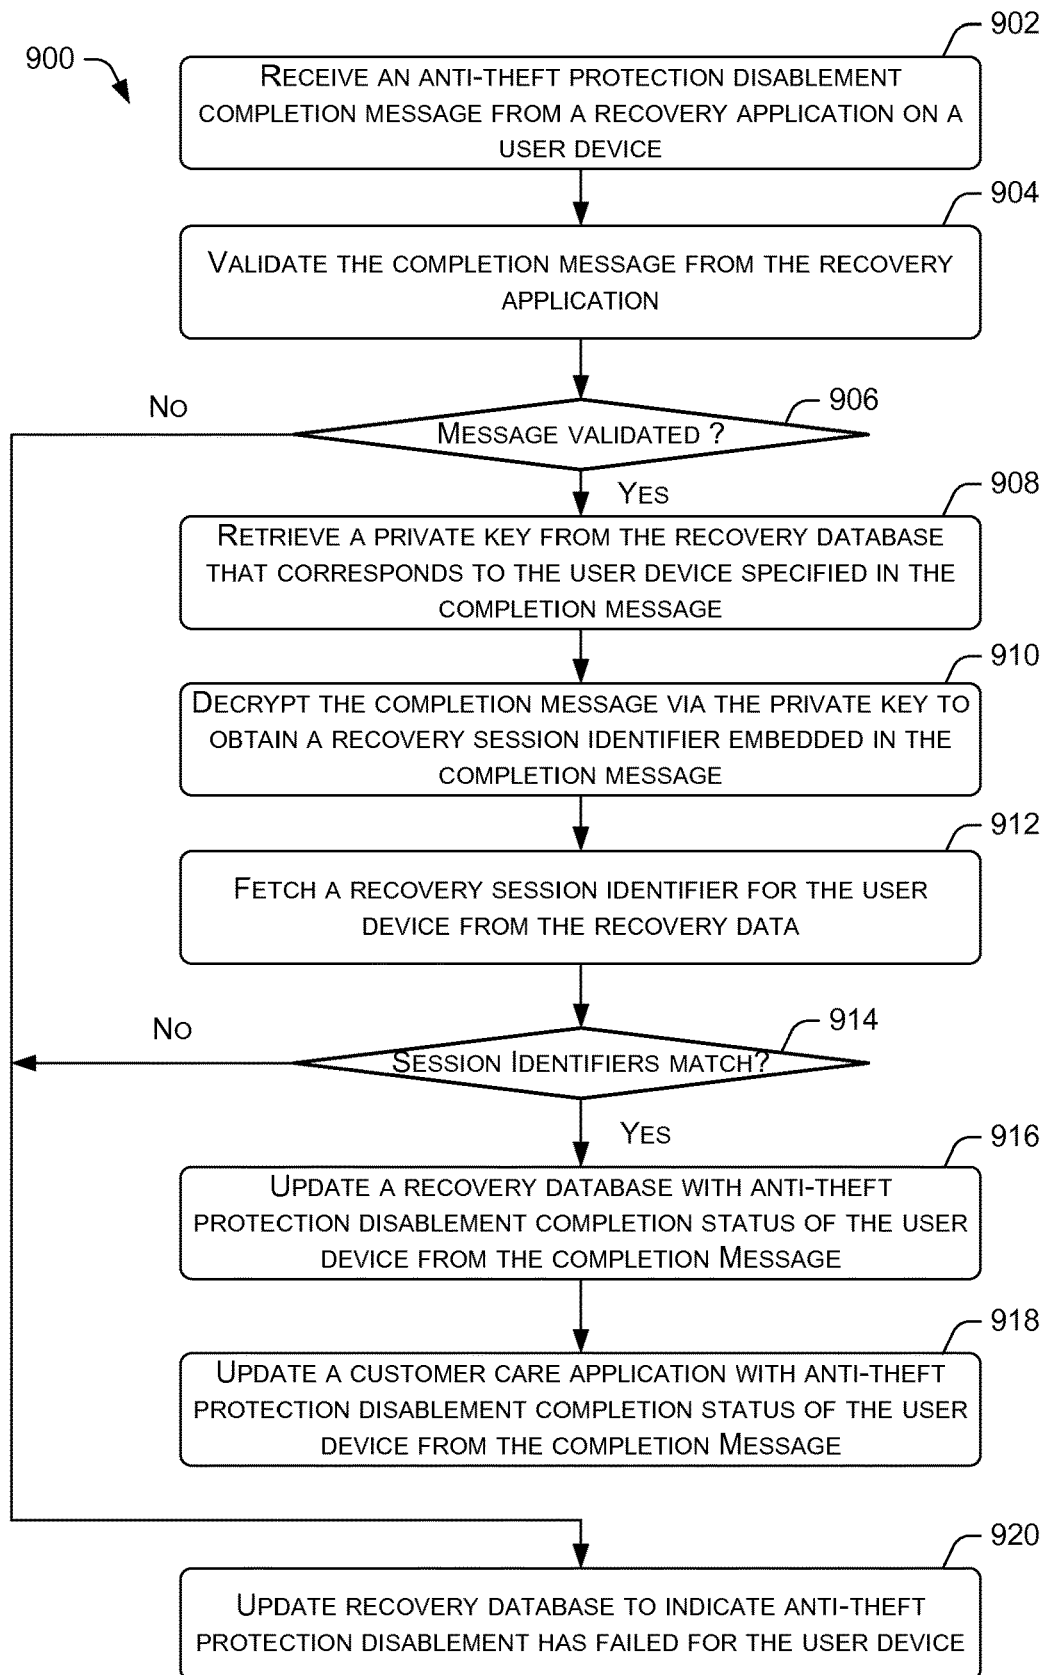 900
902
RECEIVE AN ANTI-THEFT PROTECTION DISABLEMENT
COMPLETION MESSAGE FROM A RECOVERY APPLICATION ON A
USER DEVICE
904
VALIDATE THE COMPLETION MESSAGE FROM THE RECOVERY
APPLICATION
906
MESSAGE VALIDATED ?
NO
YES
908
RETRIEVE A PRIVATE KEY FROM THE RECOVERY DATABASE
THAT CORRESPONDS TO THE USER DEVICE SPECIFIED IN THE
COMPLETION MESSAGE
910
DECRYPT THE COMPLETION MESSAGE VIA THE PRIVATE KEY TO
OBTAIN A RECOVERY SESSION IDENTIFIER EMBEDDED IN THE
COMPLETION MESSAGE
912
FETCH A RECOVERY SESSION IDENTIFIER FOR THE USER
DEVICE FROM THE RECOVERY DATA
914
SESSION IDENTIFIERS MATCH?
NO
YES
916
UPDATE A RECOVERY DATABASE WITH ANTI-THEFT
PROTECTION DISABLEMENT COMPLETION STATUS OF THE USER
DEVICE FROM THE COMPLETION MESSAGE
918
UPDATE A CUSTOMER CARE APPLICATION WITH ANTI-THEFT
PROTECTION DISABLEMENT COMPLETION STATUS OF THE USER
DEVICE FROM THE COMPLETION MESSAGE
920
UPDATE RECOVERY DATABASE TO INDICATE ANTI-THEFT
PROTECTION DISABLEMENT HAS FAILED FOR THE USER DEVICE